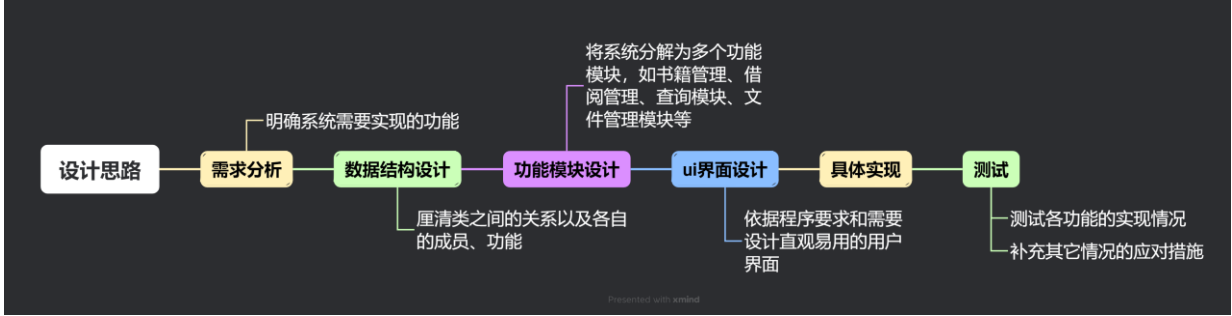 将系统分解为多个功能
模块，如书籍管理、借
阅管理、查询模块、文
件管理模块等
明确系统需要实现的功能
设计思路
需求分析
数据结构设计
功能模块设计
ui界面设计
具体实现
测试
厘清类之间的关系以及各自
的成员、功能
依据程序要求和需要
设计直观易用的用户
界面
测试各功能的实现情况
补充其它情况的应对措施
Presented with xmind